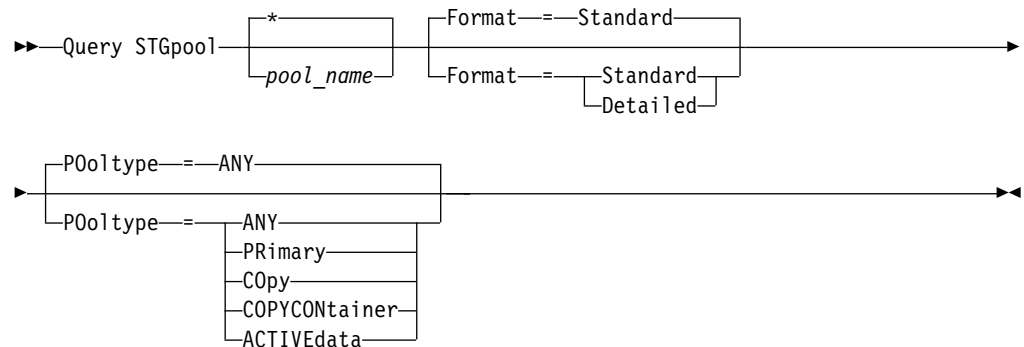 * Format = Standard
Query STGpool
pool_name Format = Standard
Detailed
POoltype = ANY
POoltype = ANY
PRimary
COpy
COPYCONtainer
ACTIVEdata